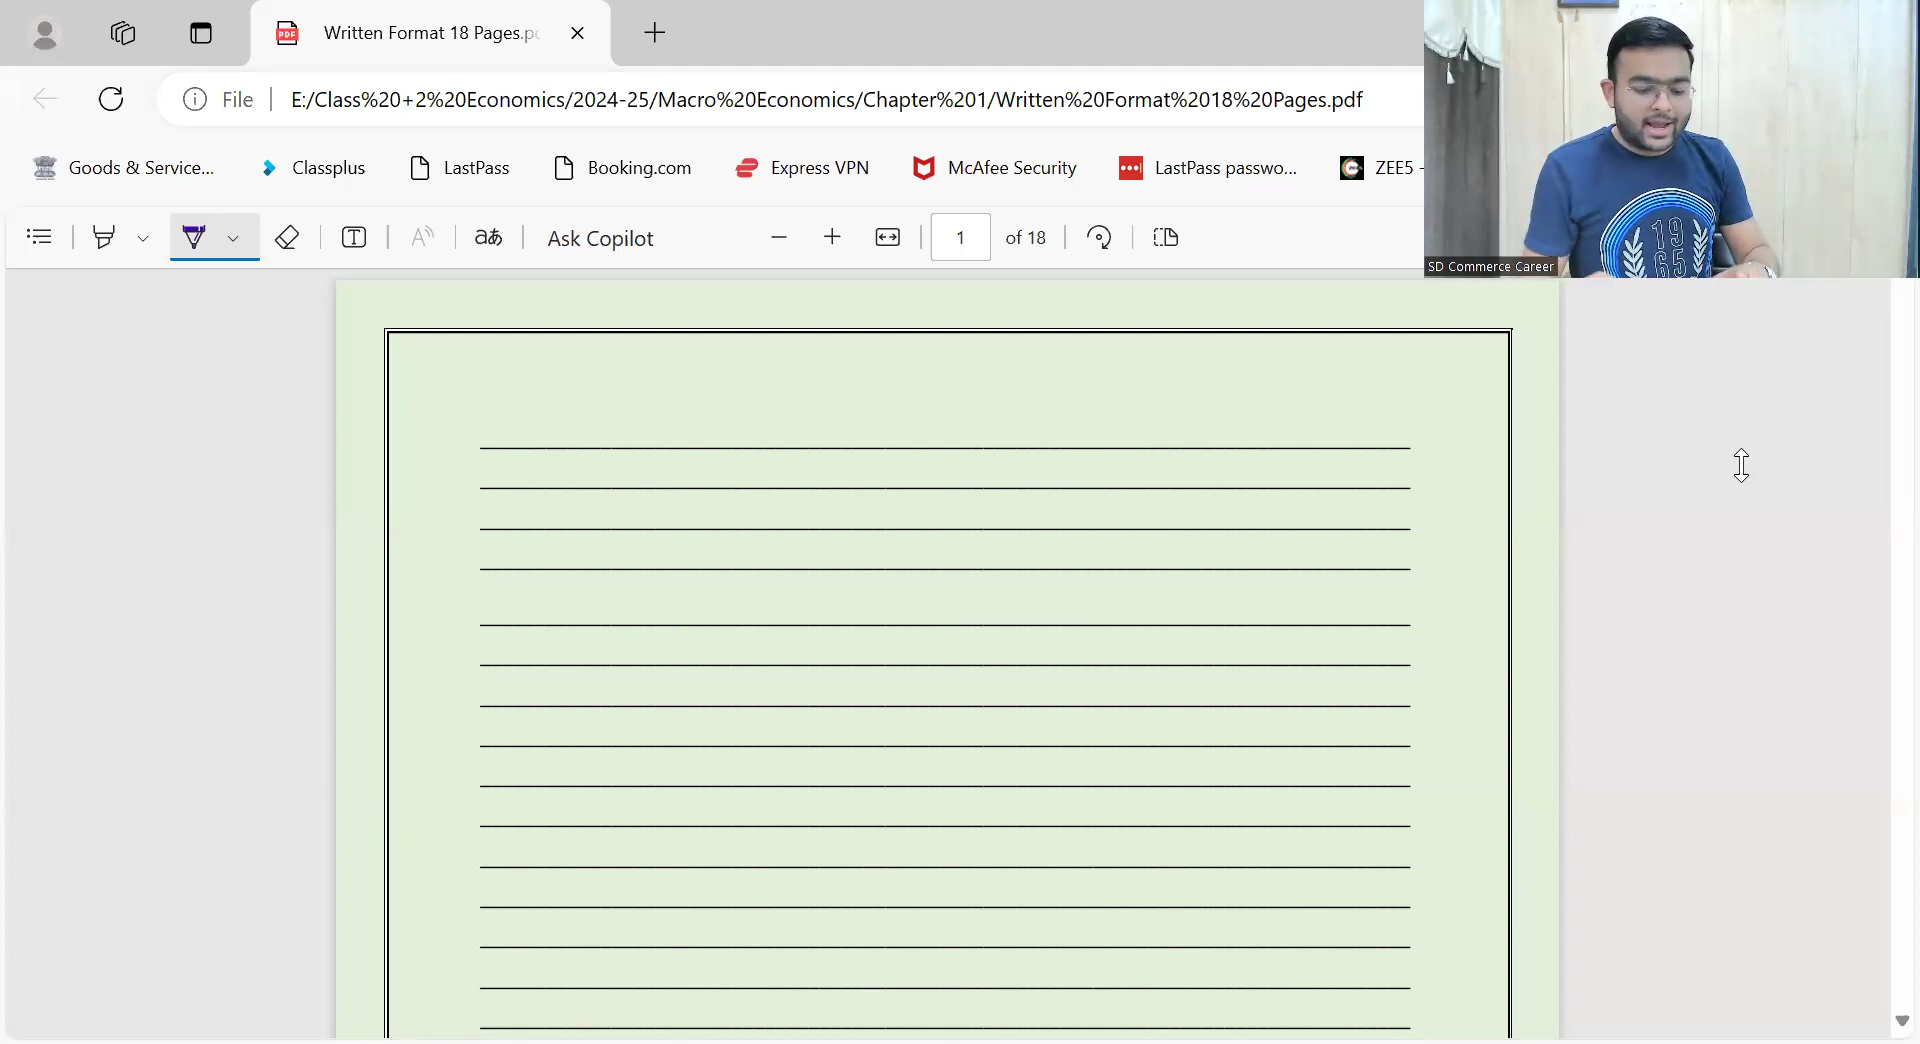 Written Format 18 Pages.p
File
E:/Class%20+2%20Economics/2024-25/Macro%20Economics/Chapter%201/Written%20Format%2018%20Pages.pdf
Goods & Service...
Classplus
LastPass
Booking.com
Express VPN
McAfee Security
LastPass passwo...
ZEE5 -
aあ
Ask Copilot
1
of 18
19
65
SD Commerce Career